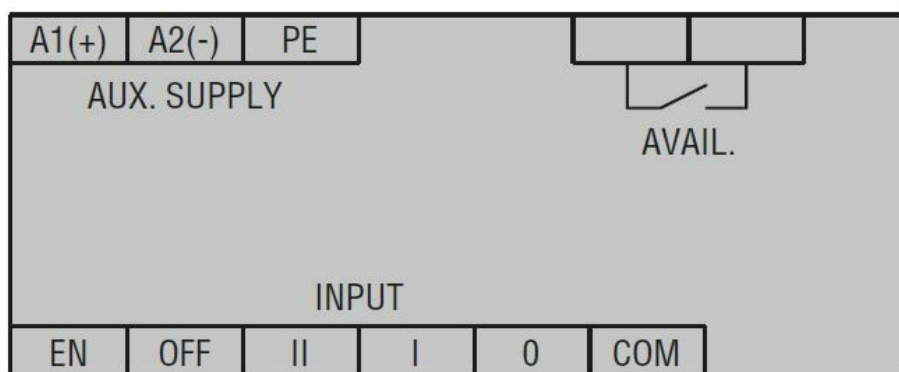 A1(+) A2(-) PE
AUX. SUPPLY
AVAIL.
INPUT
EN OFF II I 0 COM